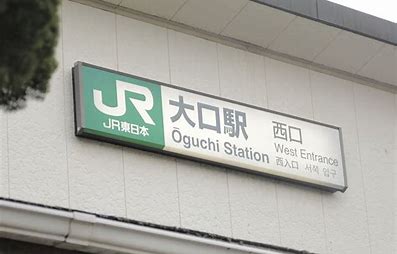 JR
JR東日本
大口駅 西口
Ōguchi Station West Entrance
西入口 서쪽 입구